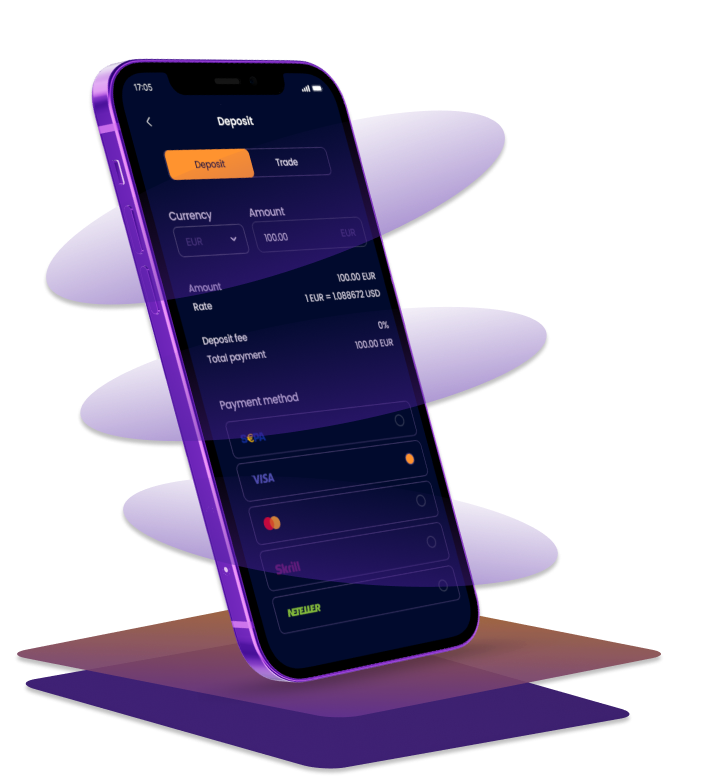 17:05
Deposit
Deposit Trade
Currency Amount
EUR 100.00 EUR
Amount 100.00 EUR
Rate 1 EUR = 1.088672 USD
Deposit fee 0%
Total payment 100.00 EUR
Payment method
S€PA
VISA
Skrill
NETELLER